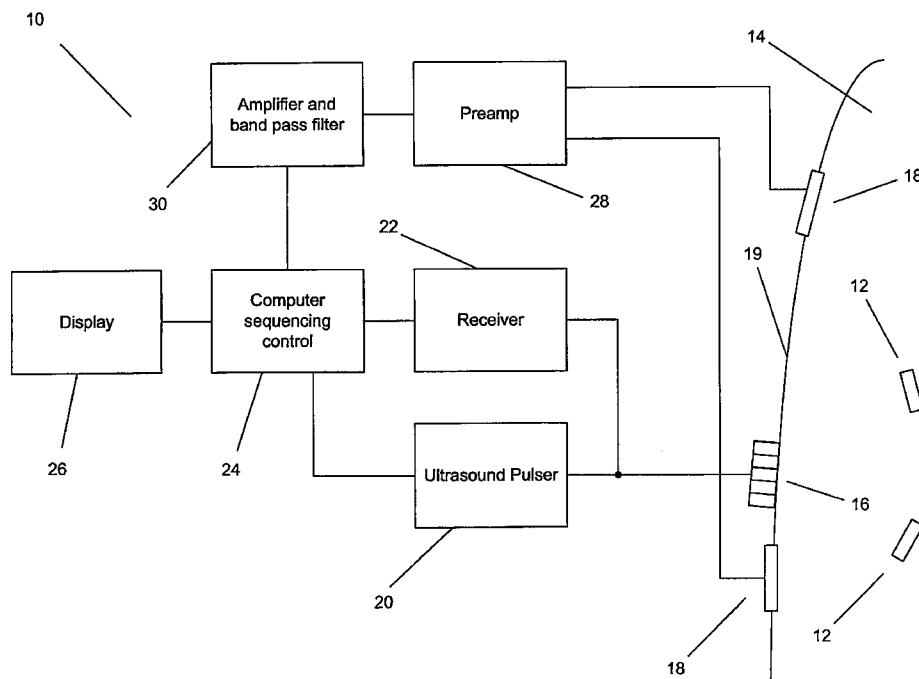 10
14
Amplifier and
band pass filter
Preamp
18
30
28
22
19
12
Display
Computer
sequencing
control
Receiver
26
24
Ultrasound Pulser
16
20
18
12